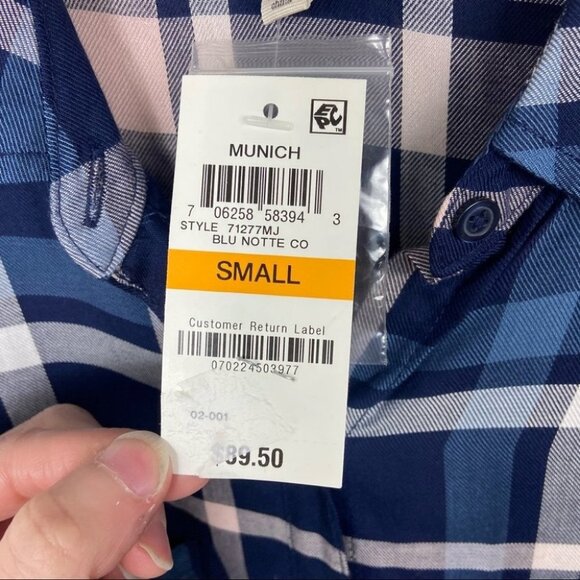 EPC™
MUNICH
7 06258 58394 3
STYLE 71277MJ
BLU NOTTE CO
SMALL
Customer Return Label
070224503977
02-001
$89.50